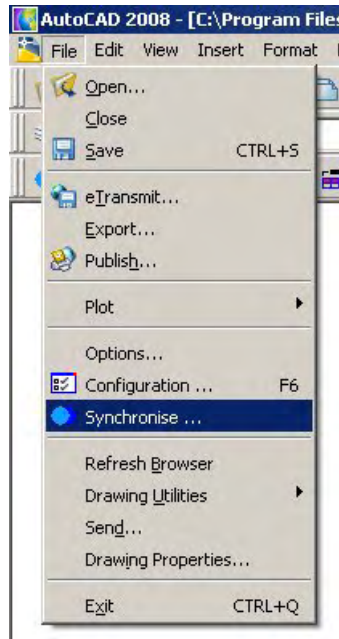 AutoCAD 2008 - [C:\Program Files
File Edit View Insert Format
Open...
Close
Save CTRL+S
eTransmit...
Export...
Publish...
Plot
Options...
Configuration ... F6
Synchronise ...
Refresh Browser
Drawing Utilities
Send...
Drawing Properties...
Exit CTRL+Q